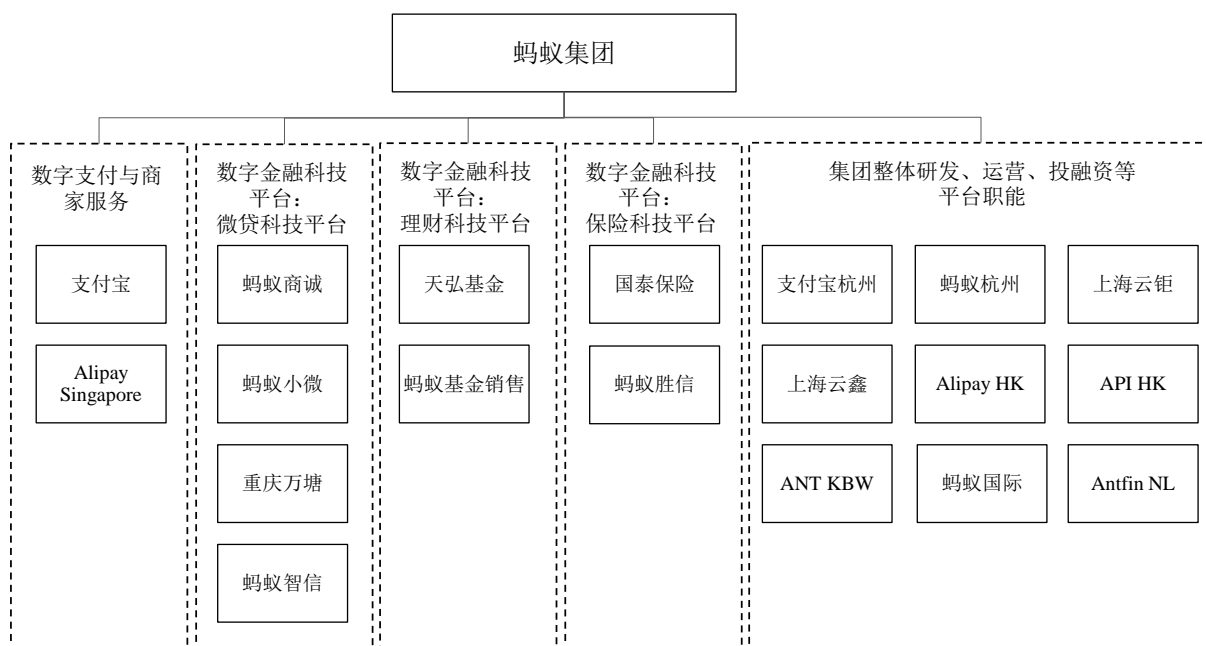 蚂蚁集团
数字支付与商
家服务
支付宝
Alipay
Singapore
数字金融科技
平台：
微贷科技平台
蚂蚁商诚
蚂蚁小微
重庆万塘
蚂蚁智信
数字金融科技
平台：
理财科技平台
天弘基金
蚂蚁基金销售
数字金融科技
平台：
保险科技平台
国泰保险
蚂蚁胜信
集团整体研发、运营、投融资等
平台职能
支付宝杭州
蚂蚁杭州
上海云钜
上海云鑫
Alipay HK
API HK
ANT KBW
蚂蚁国际
Antfin NL